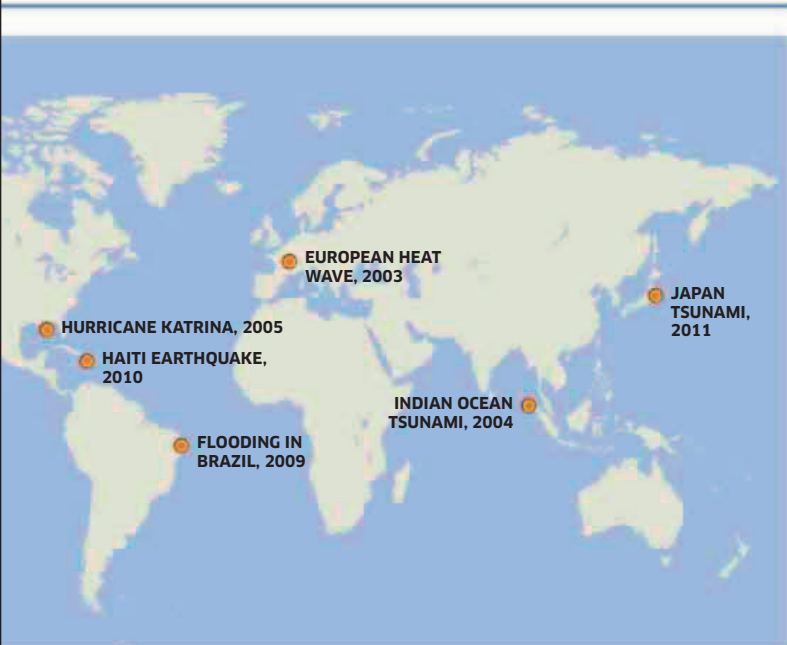 EUROPEAN HEAT
WAVE, 2003
JAPAN
TSUNAMI,
2011
HURRICANE KATRINA, 2005
HAITI EARTHQUAKE,
2010
INDIAN OCEAN
TSUNAMI, 2004
FLOODING IN
BRAZIL, 2009